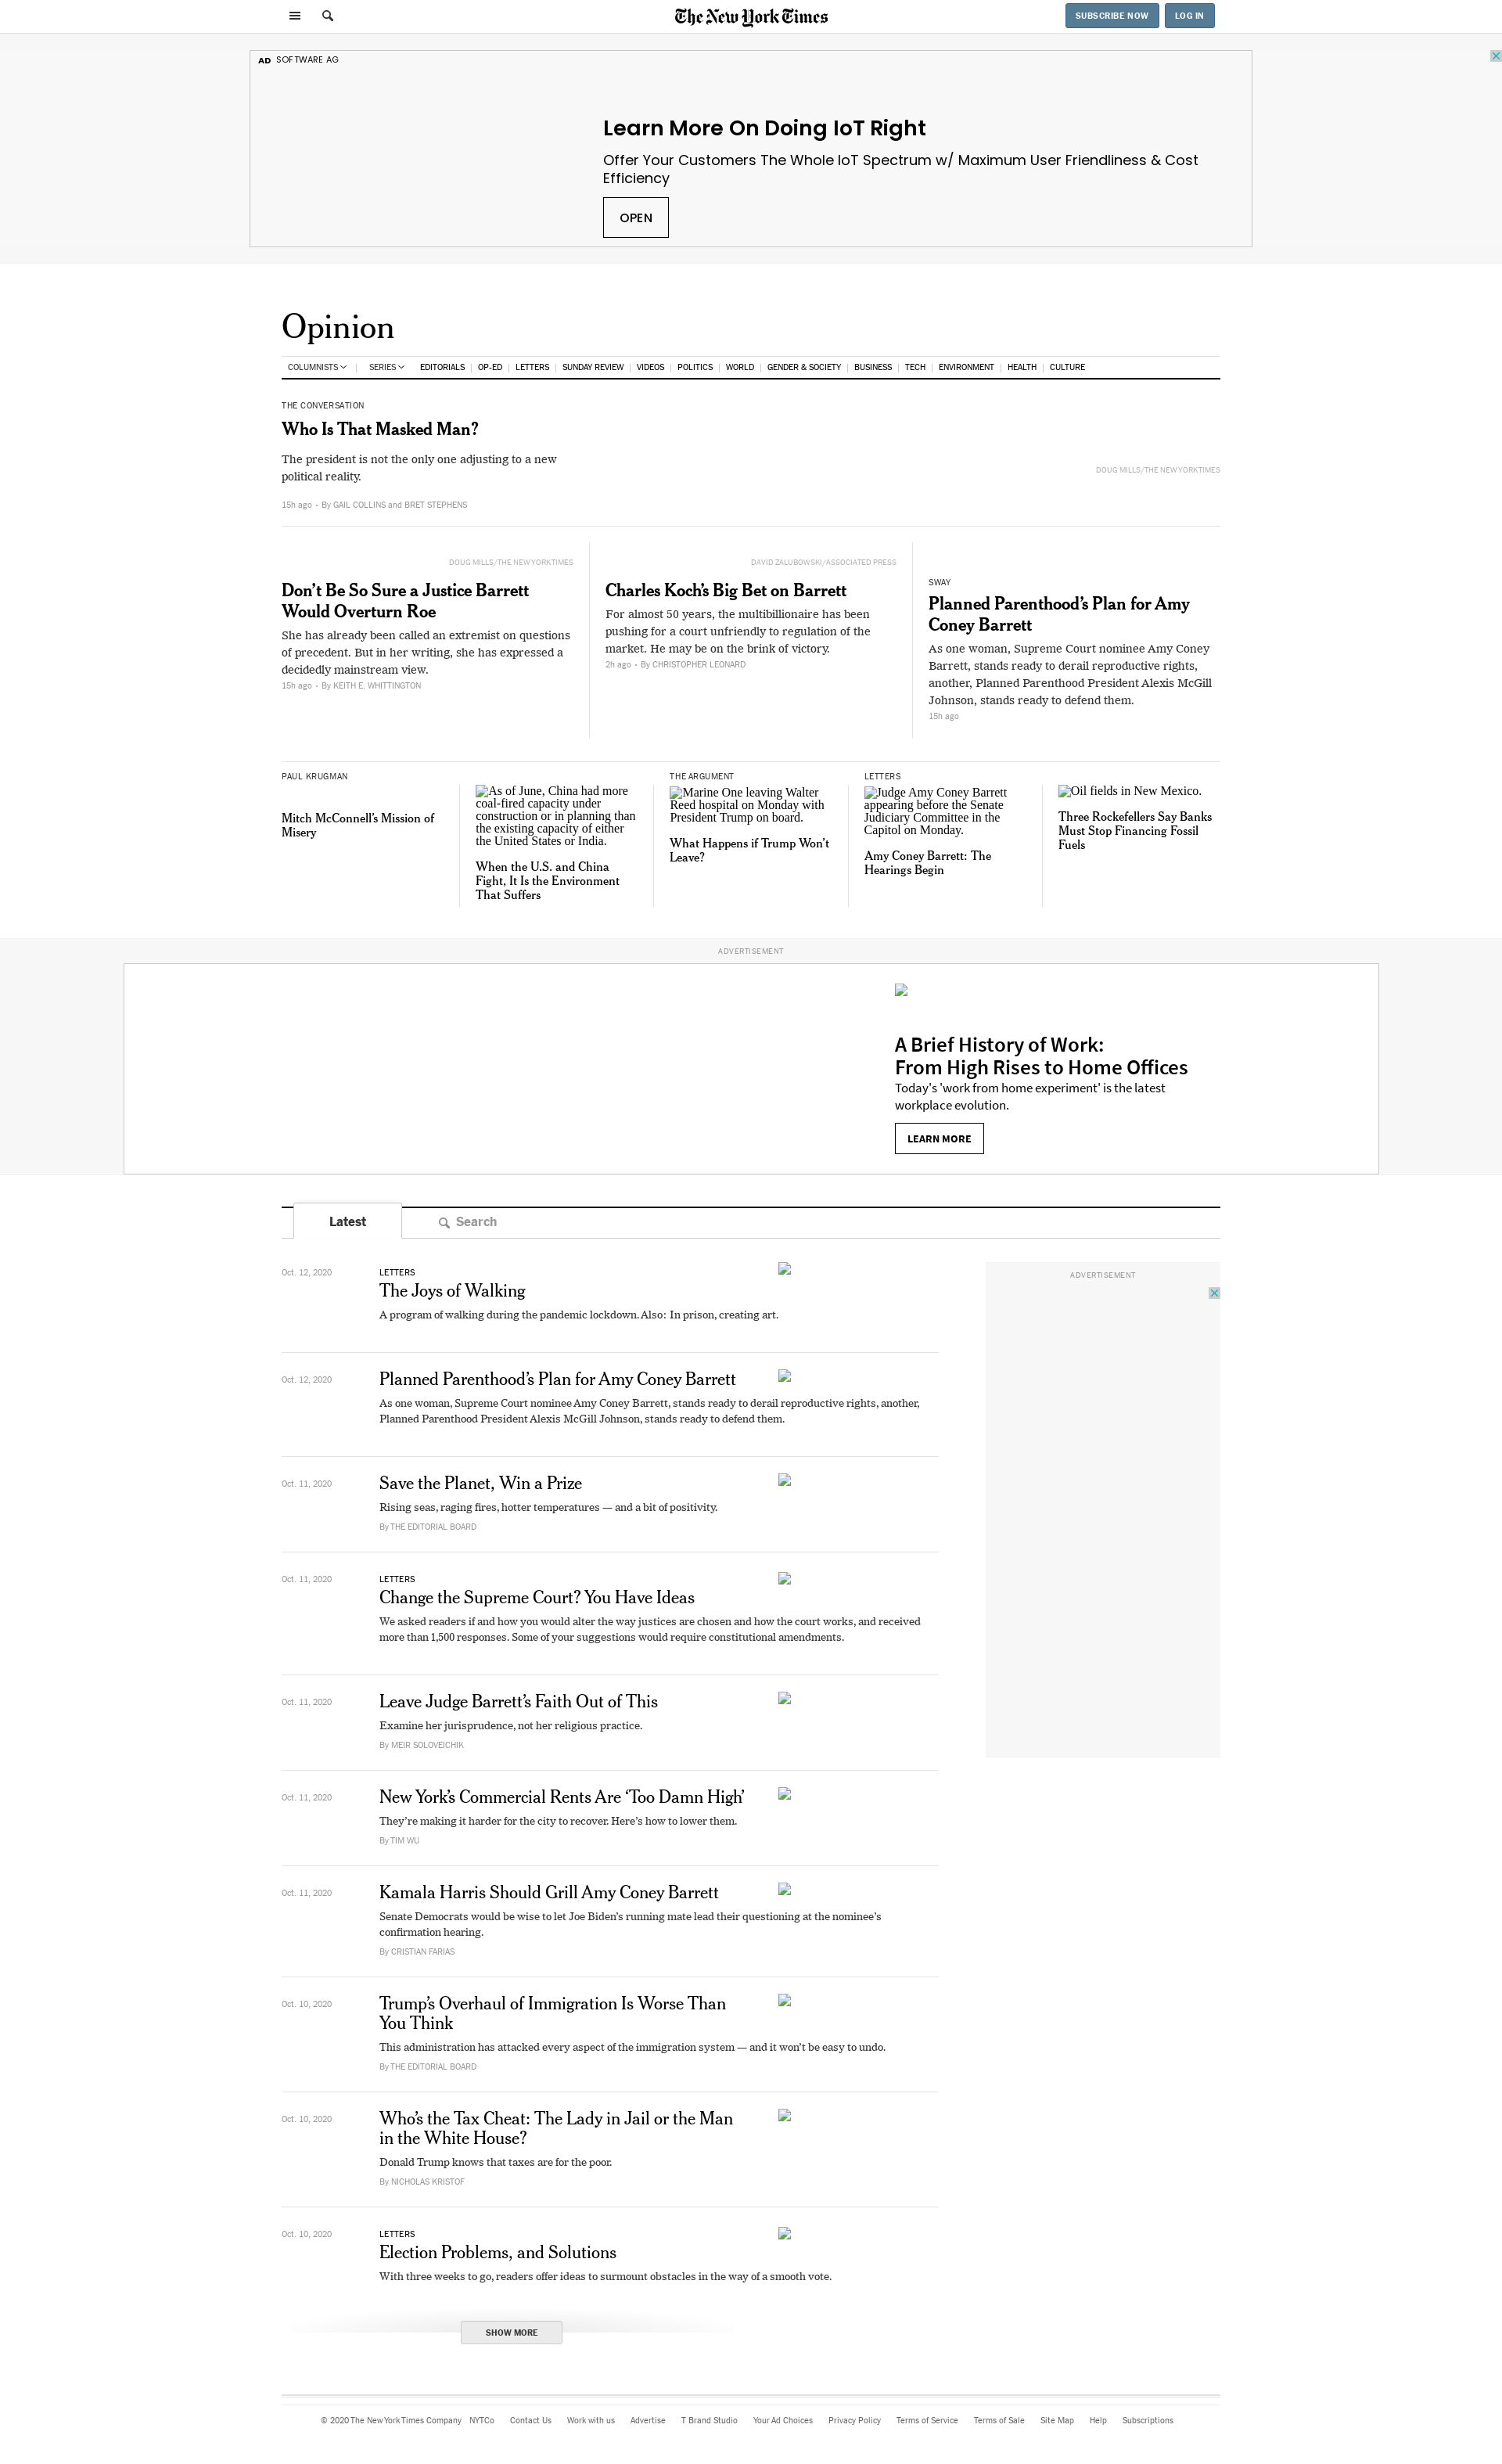 The New York Times
SUBSCRIBE NOW
LOG IN
AD SOFTWARE AG
Learn More On Doing IoT Right
Offer Your Customers The Whole IoT Spectrum w/ Maximum User Friendliness & Cost
Efficiency
OPEN
Opinion
COLUMNISTS SERIES EDITORIALS OP-ED LETTERS SUNDAY REVIEW VIDEOS POLITICS WORLD GENDER & SOCIETY BUSINESS TECH ENVIRONMENT HEALTH CULTURE
THE CONVERSATION
Who Is That Masked Man?
The president is not the only one adjusting to a new
political reality.
15h ago • By GAIL COLLINS and BRET STEPHENS
DOUG MILLS/THE NEW YORK TIMES
DOUG MILLS/THE NEW YORK TIMES
Don’t Be So Sure a Justice Barrett
Would Overturn Roe
She has already been called an extremist on questions
of precedent. But in her writing, she has expressed a
decidedly mainstream view.
15h ago • By KEITH E. WHITTINGTON
DAVID ZALUBOWSKI/ASSOCIATED PRESS
Charles Koch’s Big Bet on Barrett
For almost 50 years, the multibillionaire has been
pushing for a court unfriendly to regulation of the
market. He may be on the brink of victory.
2h ago • By CHRISTOPHER LEONARD
SWAY
Planned Parenthood’s Plan for Amy
Coney Barrett
As one woman, Supreme Court nominee Amy Coney
Barrett, stands ready to derail reproductive rights,
another, Planned Parenthood President Alexis McGill
Johnson, stands ready to defend them.
15h ago
PAUL KRUGMAN
Mitch McConnell’s Mission of
Misery
As of June, China had more
coal-fired capacity under
construction or in planning than
the existing capacity of either
the United States or India.
When the U.S. and China
Fight, It Is the Environment
That Suffers
THE ARGUMENT
Marine One leaving Walter
Reed hospital on Monday with
President Trump on board.
What Happens if Trump Won’t
Leave?
LETTERS
Judge Amy Coney Barrett
appearing before the Senate
Judiciary Committee in the
Capitol on Monday.
Amy Coney Barrett: The
Hearings Begin
Oil fields in New Mexico.
Three Rockefellers Say Banks
Must Stop Financing Fossil
Fuels
ADVERTISEMENT
A Brief History of Work:
From High Rises to Home Offices
Today's 'work from home experiment' is the latest
workplace evolution.
LEARN MORE
Latest
Search
ADVERTISEMENT
Oct. 12, 2020
LETTERS
The Joys of Walking
A program of walking during the pandemic lockdown. Also: In prison, creating art.
Oct. 12, 2020
Planned Parenthood’s Plan for Amy Coney Barrett
As one woman, Supreme Court nominee Amy Coney Barrett, stands ready to derail reproductive rights, another,
Planned Parenthood President Alexis McGill Johnson, stands ready to defend them.
Oct. 11, 2020
Save the Planet, Win a Prize
Rising seas, raging fires, hotter temperatures — and a bit of positivity.
By THE EDITORIAL BOARD
Oct. 11, 2020
LETTERS
Change the Supreme Court? You Have Ideas
We asked readers if and how you would alter the way justices are chosen and how the court works, and received
more than 1,500 responses. Some of your suggestions would require constitutional amendments.
Oct. 11, 2020
Leave Judge Barrett’s Faith Out of This
Examine her jurisprudence, not her religious practice.
By MEIR SOLOVEICHIK
Oct. 11, 2020
New York’s Commercial Rents Are ‘Too Damn High’
They’re making it harder for the city to recover. Here’s how to lower them.
By TIM WU
Oct. 11, 2020
Kamala Harris Should Grill Amy Coney Barrett
Senate Democrats would be wise to let Joe Biden’s running mate lead their questioning at the nominee’s
confirmation hearing.
By CRISTIAN FARIAS
Oct. 10, 2020
Trump’s Overhaul of Immigration Is Worse Than
You Think
This administration has attacked every aspect of the immigration system — and it won’t be easy to undo.
By THE EDITORIAL BOARD
Oct. 10, 2020
Who’s the Tax Cheat: The Lady in Jail or the Man
in the White House?
Donald Trump knows that taxes are for the poor.
By NICHOLAS KRISTOF
Oct. 10, 2020
LETTERS
Election Problems, and Solutions
With three weeks to go, readers offer ideas to surmount obstacles in the way of a smooth vote.
SHOW MORE
© 2020 The New York Times Company NYTCo Contact Us Work with us Advertise T Brand Studio Your Ad Choices Privacy Policy Terms of Service Terms of Sale Site Map Help Subscriptions